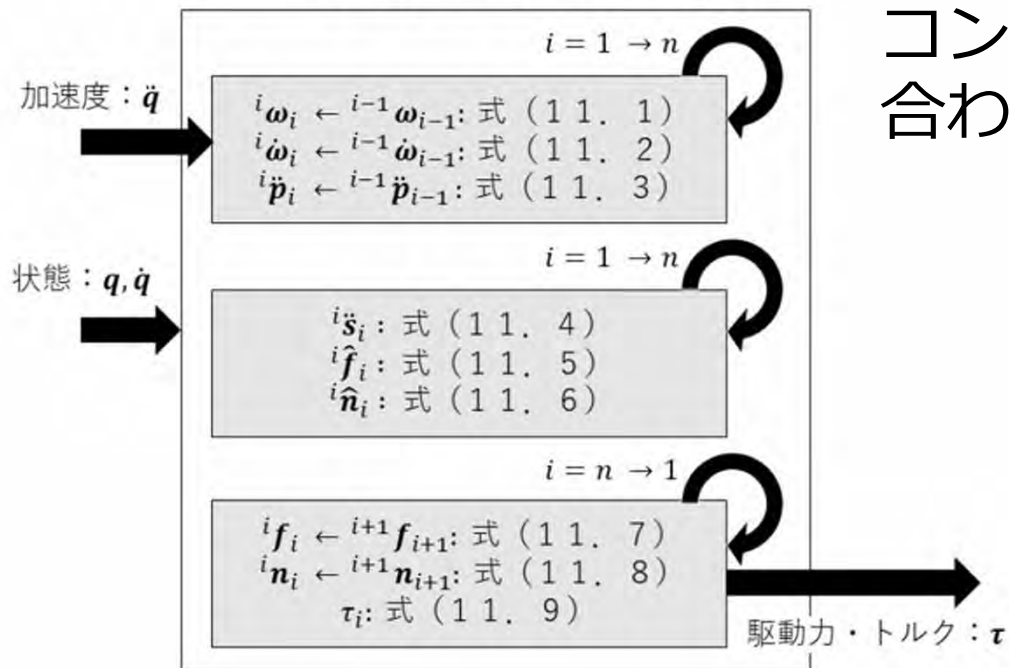 コン
合わ
i = 1 → n
加速度：q̈
ⁱωᵢ ← ⁱ⁻¹ωᵢ₋₁: 式（１１．１）
ⁱω̇ᵢ ← ⁱ⁻¹ω̇ᵢ₋₁: 式（１１．２）
ⁱp̈ᵢ ← ⁱ⁻¹p̈ᵢ₋₁: 式（１１．３）
i = 1 → n
状態：q, q̇
ⁱs̈ᵢ: 式（１１．４）
ⁱf̂ᵢ: 式（１１．５）
ⁱn̂ᵢ: 式（１１．６）
i = n → 1
ⁱfᵢ ← ⁱ⁺¹fᵢ₊₁: 式（１１．７）
ⁱnᵢ ← ⁱ⁺¹nᵢ₊₁: 式（１１．８）
τᵢ: 式（１１．９）
駆動力・トルク：τ